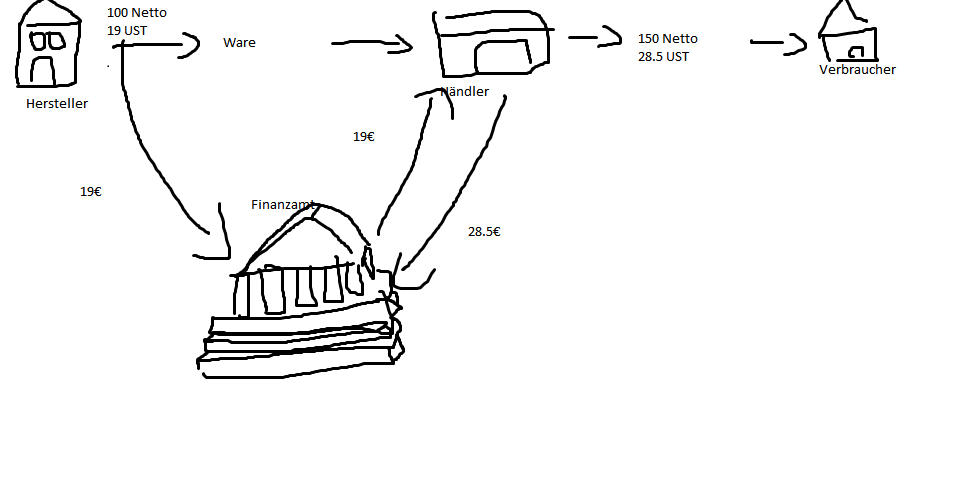 100 Netto
19 UST
Ware
150 Netto
28.5 UST
Hersteller
Händler
Verbraucher
19€
19€
Finanzamt
28.5€